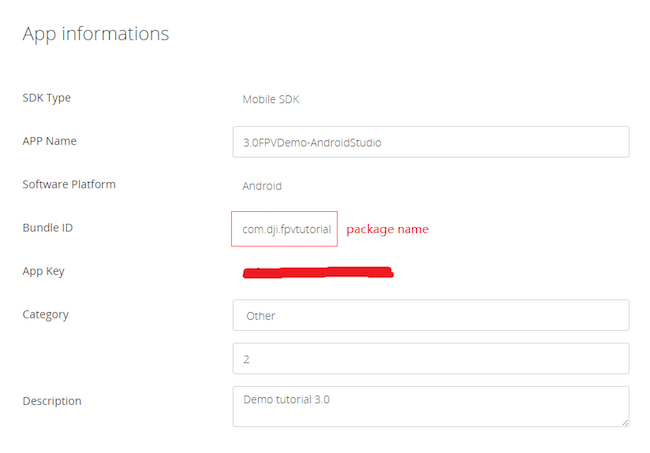 App informations
SDK Type Mobile SDK
APP Name 3.0FPVDemo-AndroidStudio
Software Platform Android
Bundle ID com.dji.fpvtutorial package name
App Key
Category Other
2
Description Demo tutorial 3.0